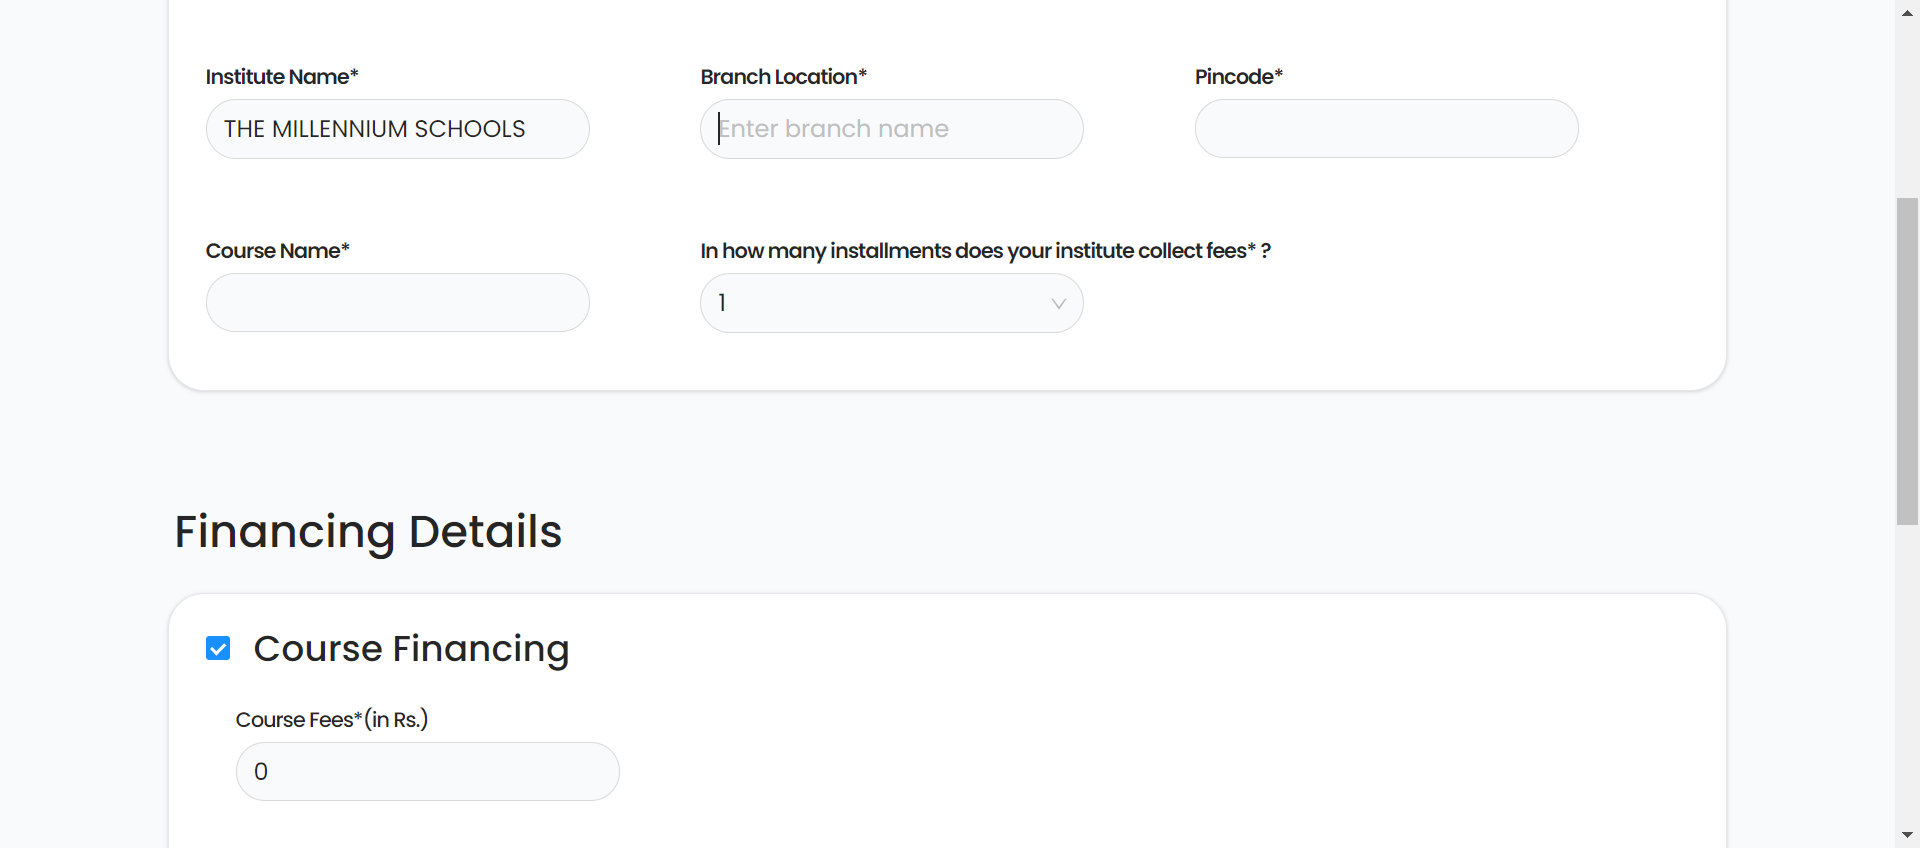 Institute Name*
Branch Location*
Pincode*
THE MILLENNIUM SCHOOLS
Enter branch name
Course Name*
In how many installments does your institute collect fees* ?
1
Financing Details
Course Financing
Course Fees*(in Rs.)
0